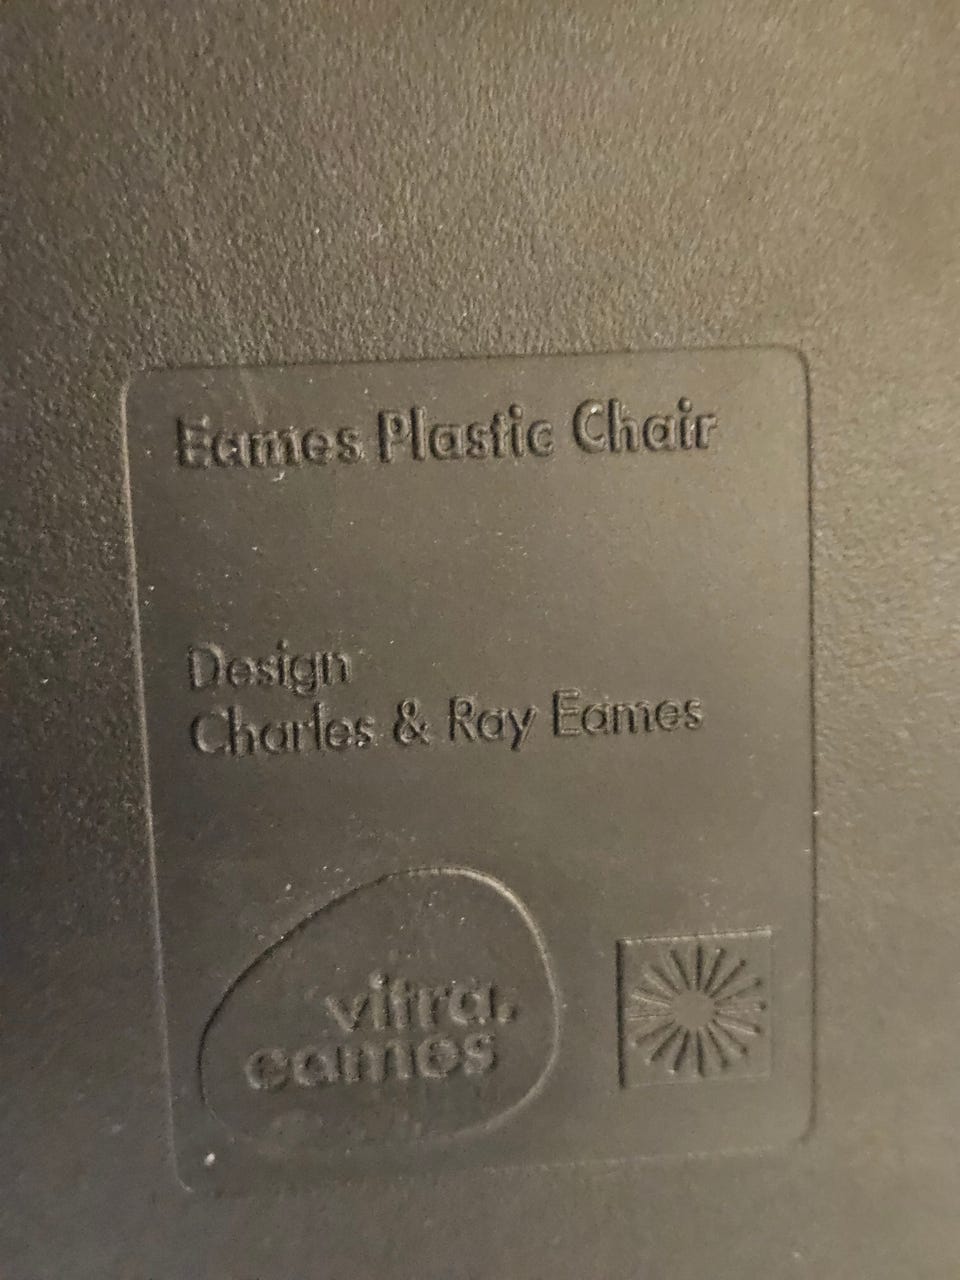 Eames Plastic Chair
Design
Charles & Ray Eames
vitra.
eames